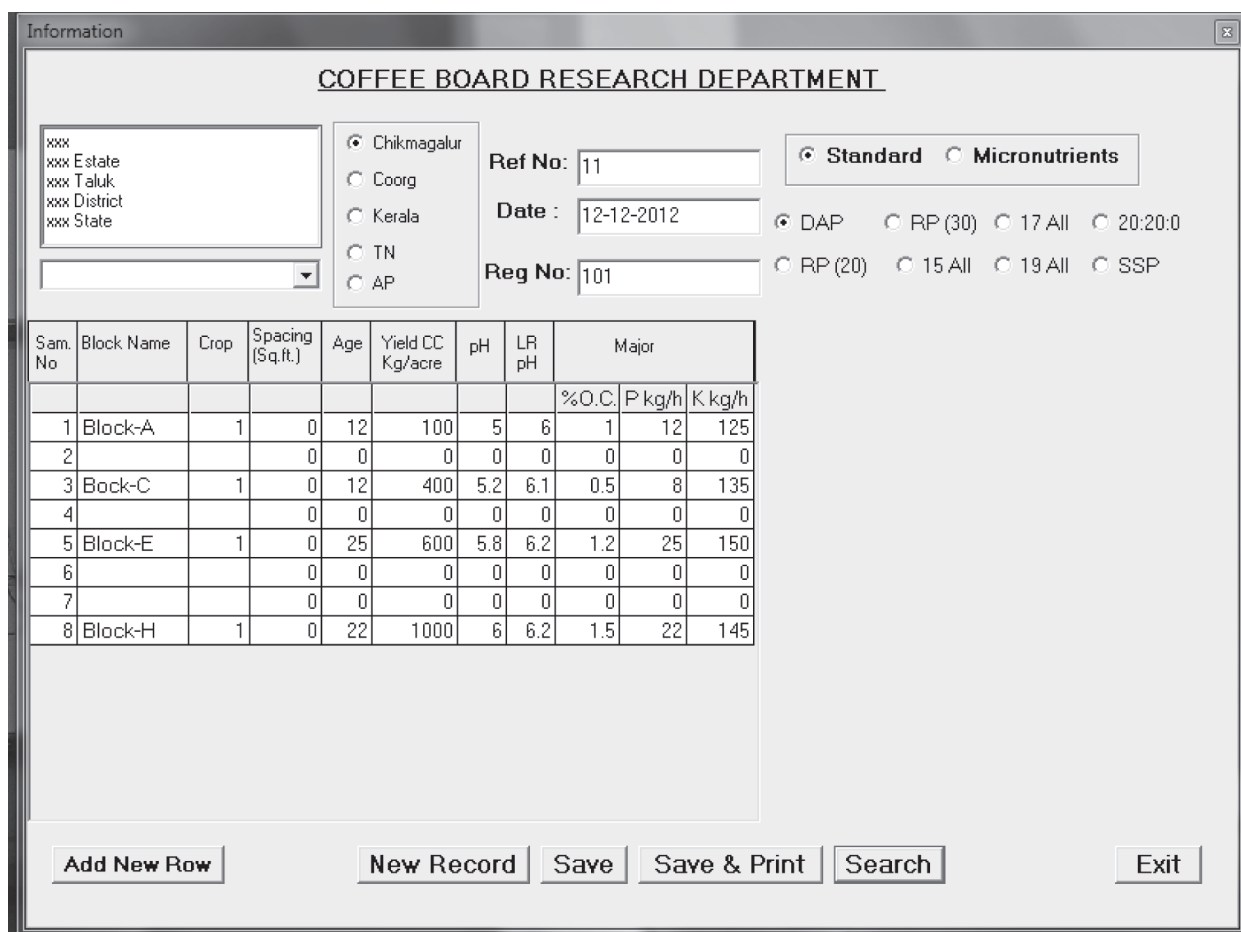 Information
COFFEE BOARD RESEARCH DEPARTMENT
xxx
xxx Estate
xxx Taluk
xxx District
xxx State
Chikmagalur
Coorg
Kerala
TN
AP
Ref No: 11
Date : 12-12-2012
Reg No: 101
Standard Micronutrients
DAP RP (30) 17 All 20:20:0
RP (20) 15 All 19 All SSP
Sam. No Block Name Crop Spacing (Sq.ft.) Age Yield CC Kg/acre pH LR pH Major
%O.C. P kg/h K kg/h
1 Block-A 1 0 12 100 5 6 1 12 125
2 0 0 0 0 0 0 0 0
3 Bock-C 1 0 12 400 5.2 6.1 0.5 8 135
4 0 0 0 0 0 0 0 0
5 Block-E 1 0 25 600 5.8 6.2 1.2 25 150
6 0 0 0 0 0 0 0 0
7 0 0 0 0 0 0 0 0
8 Block-H 1 0 22 1000 6 6.2 1.5 22 145
Add New Row New Record Save Save & Print Search Exit